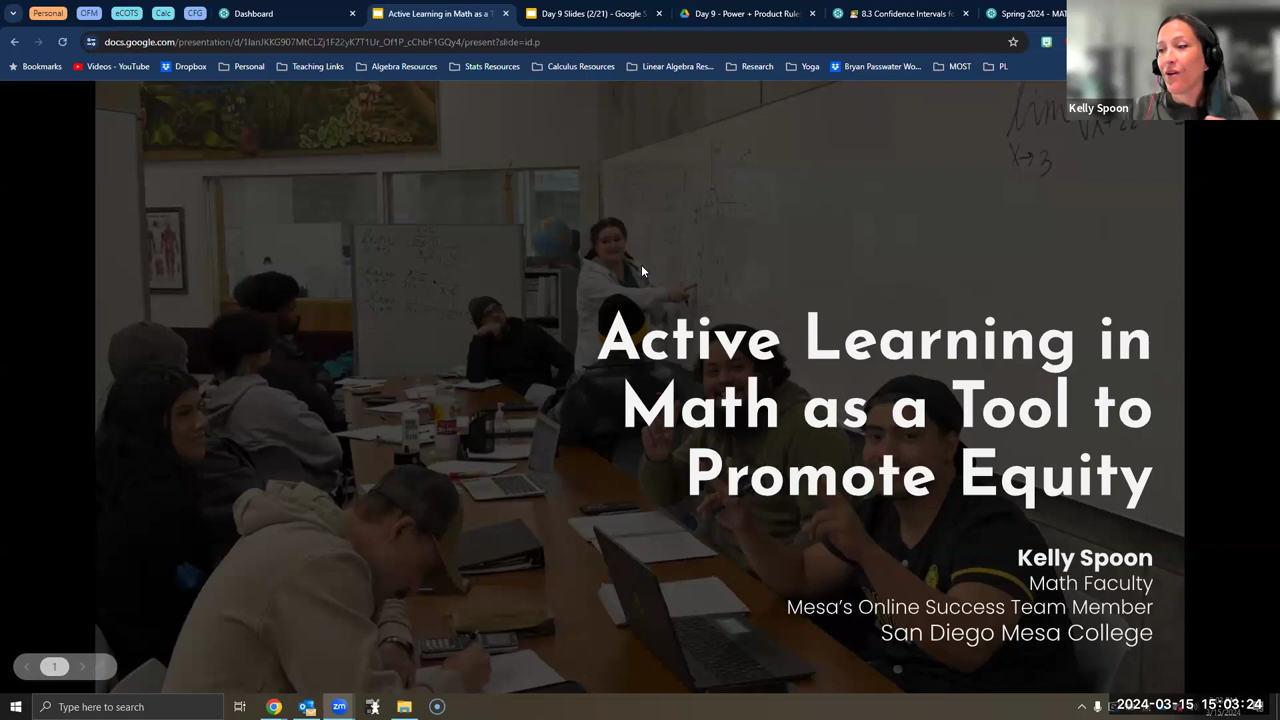 Personal
OFM
eCOTS
Calc
CFG
Dashboard
Active Learning in Math as a T
Day 9 Slides (2/21) - Google S
Day 9 - Power + Product Rule
8.3 Confidence Intervals for
Spring 2024 - MAT
docs.google.com/presentation/d/1IanJKKG907MtCLZj1F22yK7T1Ur_Of1P_cChbF1GQy4/present?slide=id.p
Bookmarks
Videos - YouTube
Dropbox
Personal
Teaching Links
Algebra Resources
Stats Resources
Calculus Resources
Linear Algebra Res...
Research
Yoga
Bryan Passwater Wo...
MOST
PL
Kelly Spoon
lim
x→3
Active Learning in
Math as a Tool to
Promote Equity
Kelly Spoon
Math Faculty
Mesa's Online Success Team Member
San Diego Mesa College
1
Type here to search
zm
2024-03-15 15:03:24